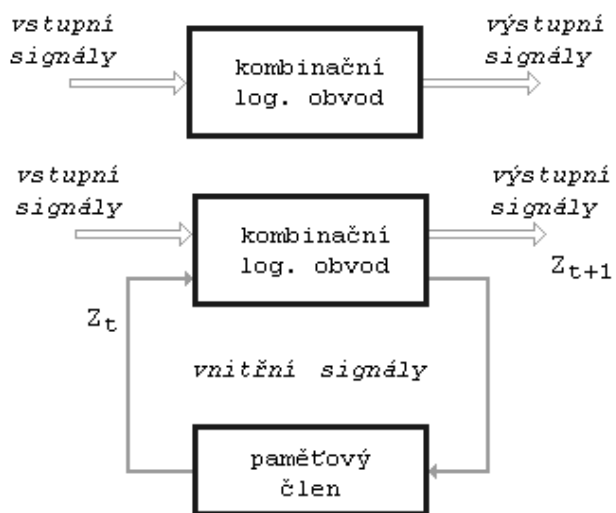 vstupní
signály
výstupní
signály
kombinační
log. obvod
vstupní
signály
výstupní
signály
kombinační
log. obvod
Zt+1
Zt
vnitřní signály
paměťový
člen